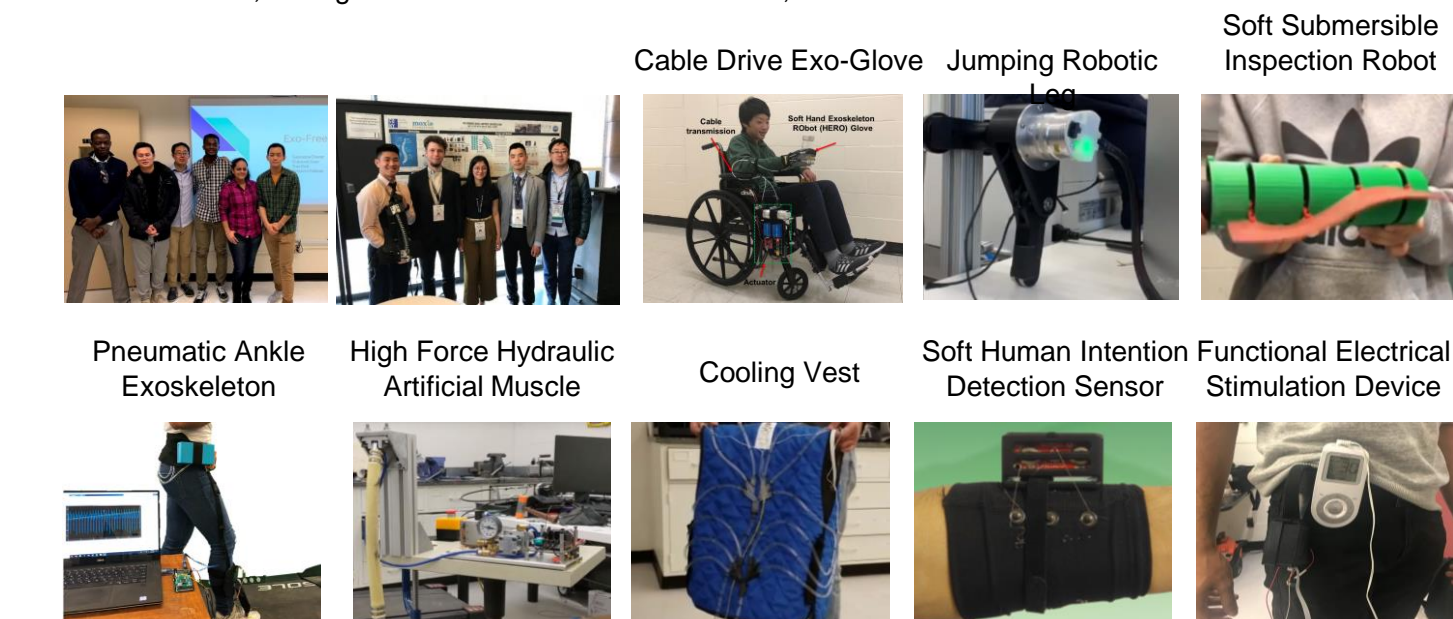 Soft Submersible
Inspection Robot
Cable Drive Exo-Glove
Jumping Robotic
Leg
Exo-Free
Cable
transmission
Soft Hand Exoskeleton
RObot (HERO) Glove
Actuator
Pneumatic Ankle
Exoskeleton
High Force Hydraulic
Artificial Muscle
Cooling Vest
Soft Human Intention
Detection Sensor
Functional Electrical
Stimulation Device